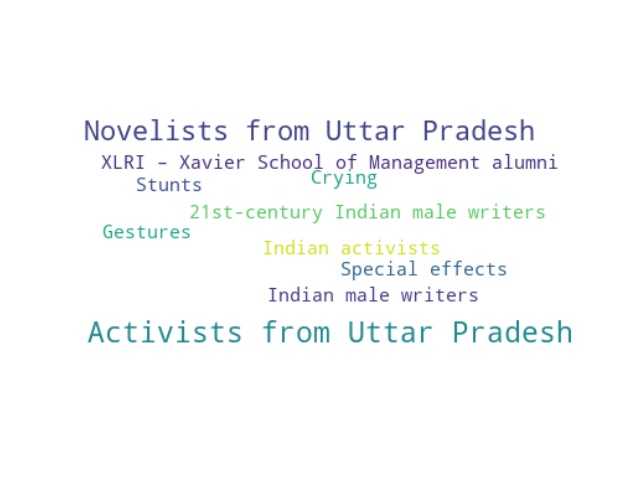 Novelists from Uttar Pradesh
XLRI – Xavier School of Management alumni
Crying
Stunts
21st-century Indian male writers
Gestures
Indian activists
Special effects
Indian male writers
Activists from Uttar Pradesh